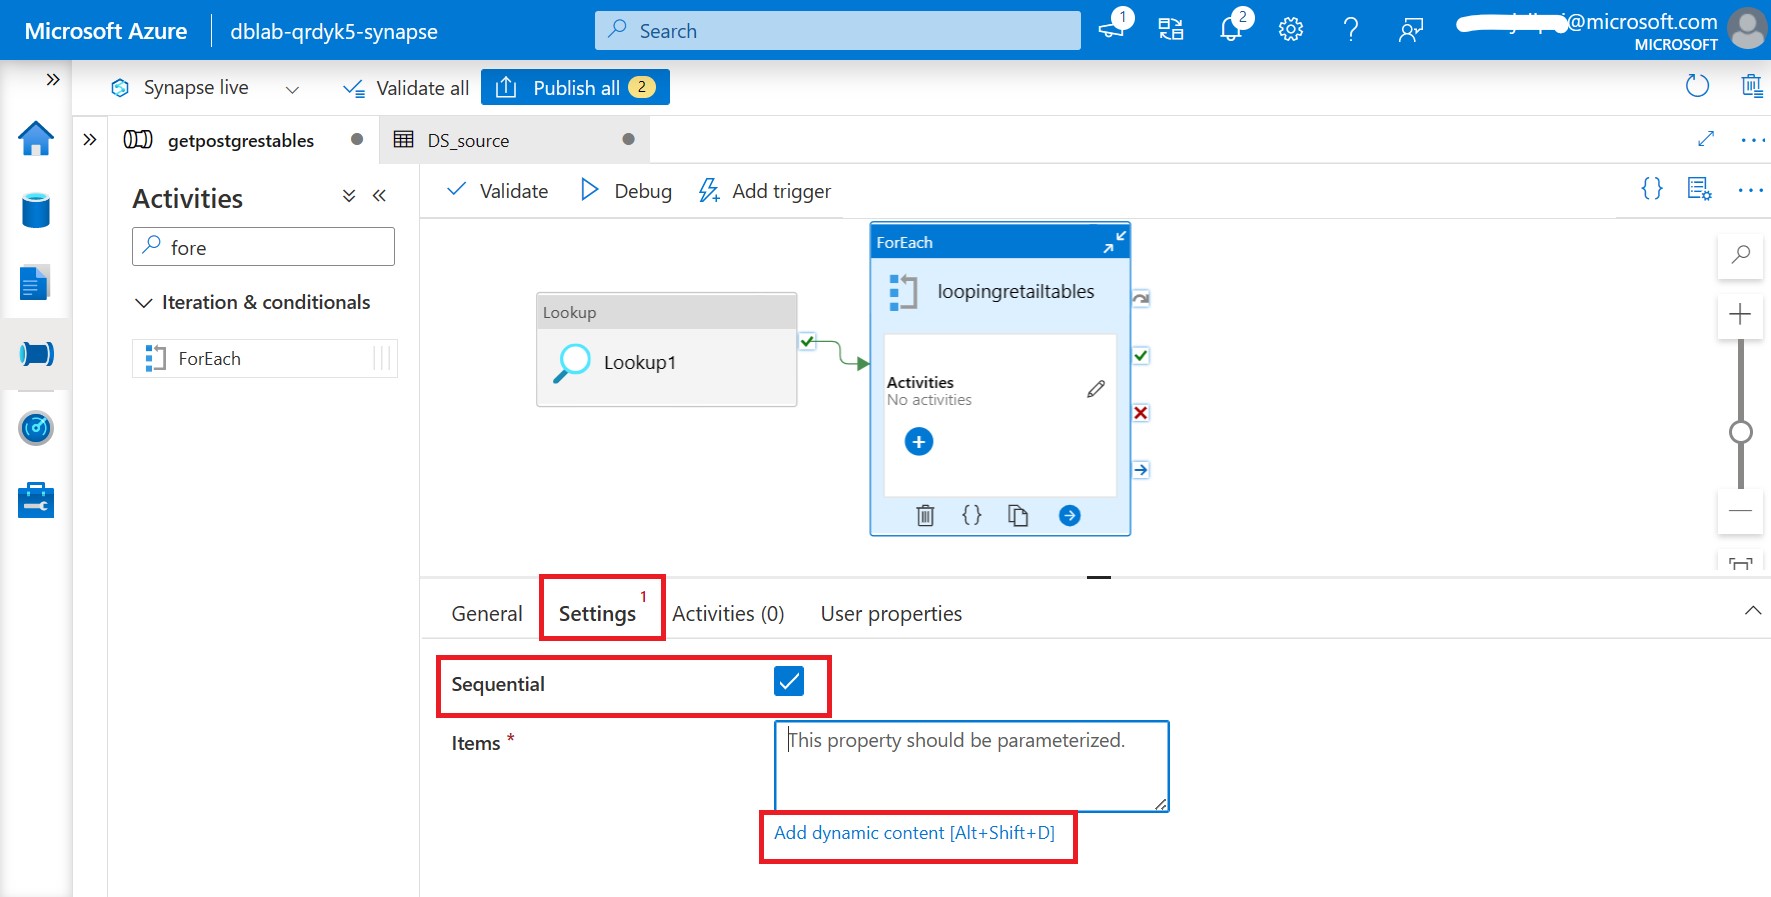 Microsoft Azure
dblab-qrdyk5-synapse
Search
1
2
@microsoft.com
MICROSOFT
Synapse live
Validate all
Publish all 2
getpostgrestables
DS_source
Activities
fore
Iteration & conditionals
ForEach
Validate
Debug
Add trigger
Lookup
Lookup1
ForEach
loopingretailtables
Activities
No activities
General
Settings 1
Activities (0)
User properties
Sequential
Items *
This property should be parameterized.
Add dynamic content [Alt+Shift+D]